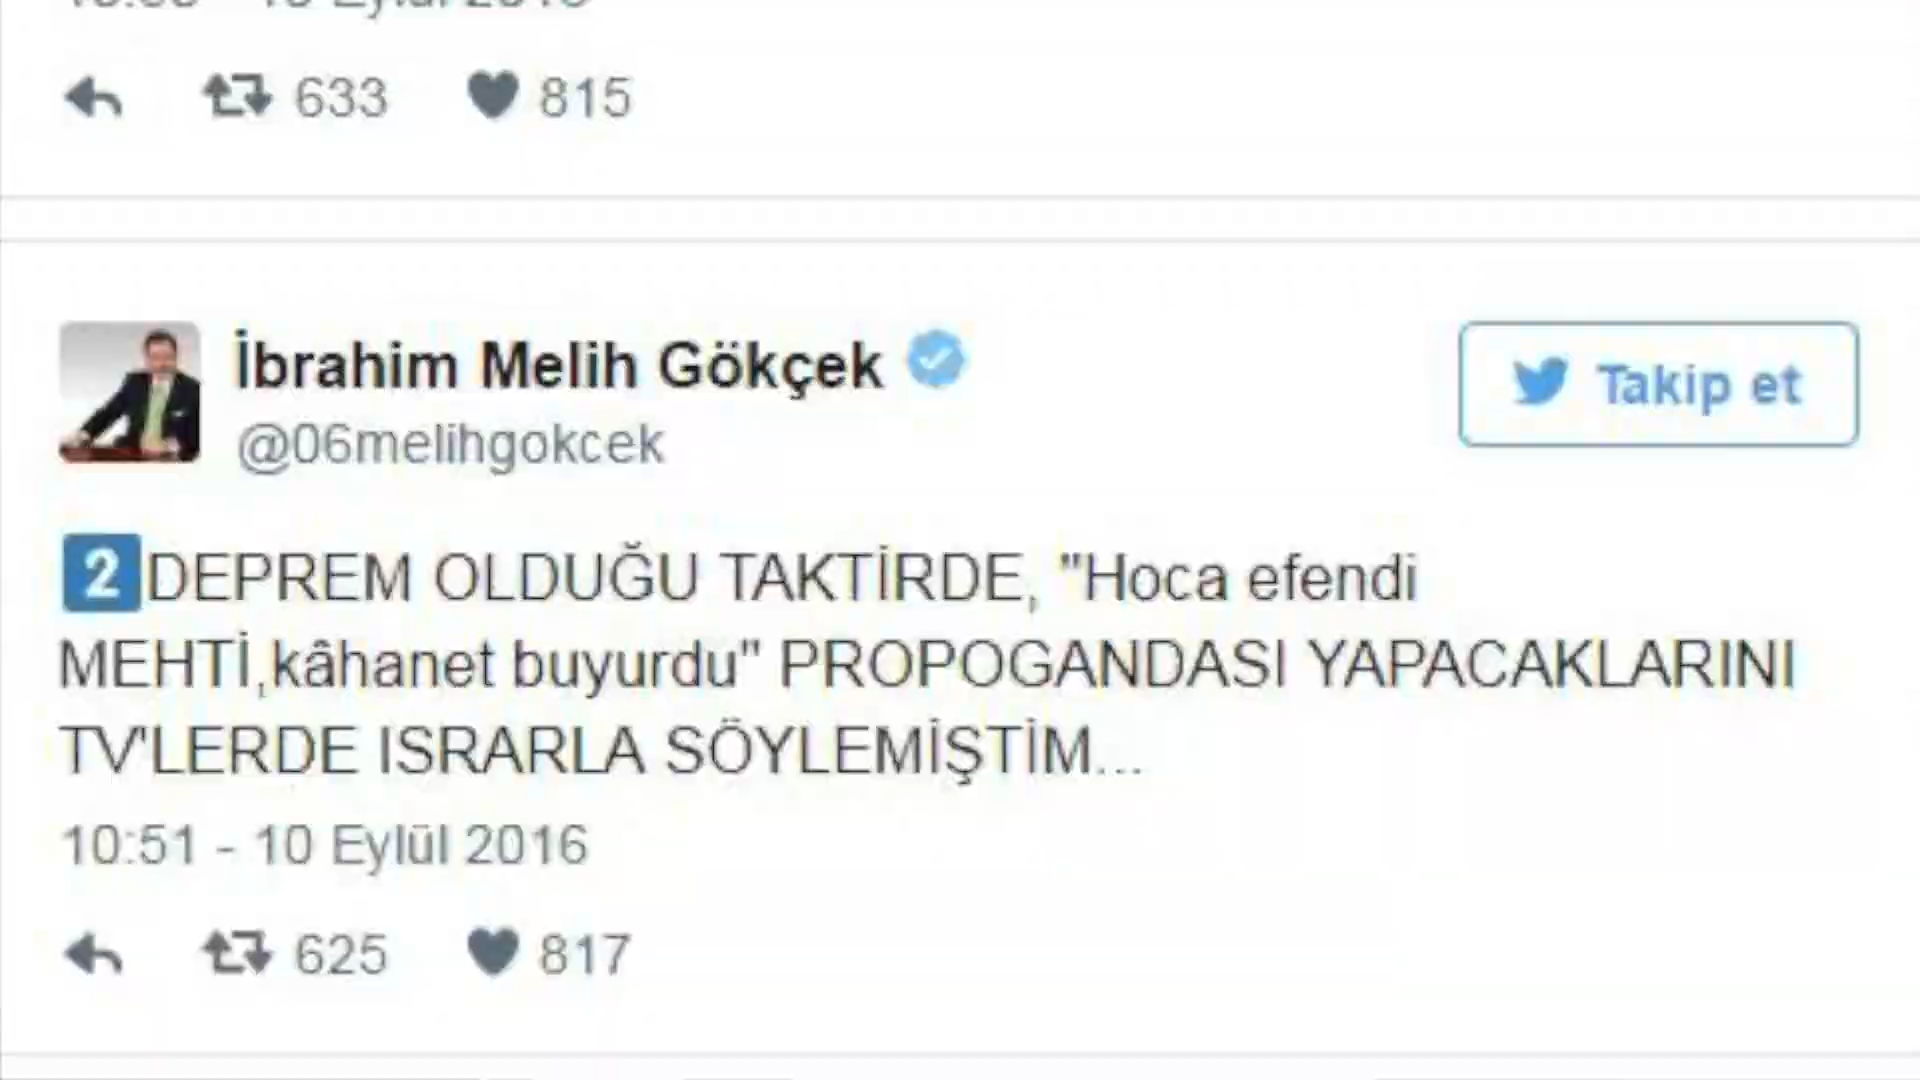 633 815
İbrahim Melih Gökçek
@06melihgokcek
Takip et
2 DEPREM OLDUĞU TAKTİRDE, "Hoca efendi
MEHTİ,kâhanet buyurdu" PROPOGANDASI YAPACAKLARINI
TV'LERDE ISRARLA SÖYLEMİŞTİM...
10:51 - 10 Eylül 2016
625 817